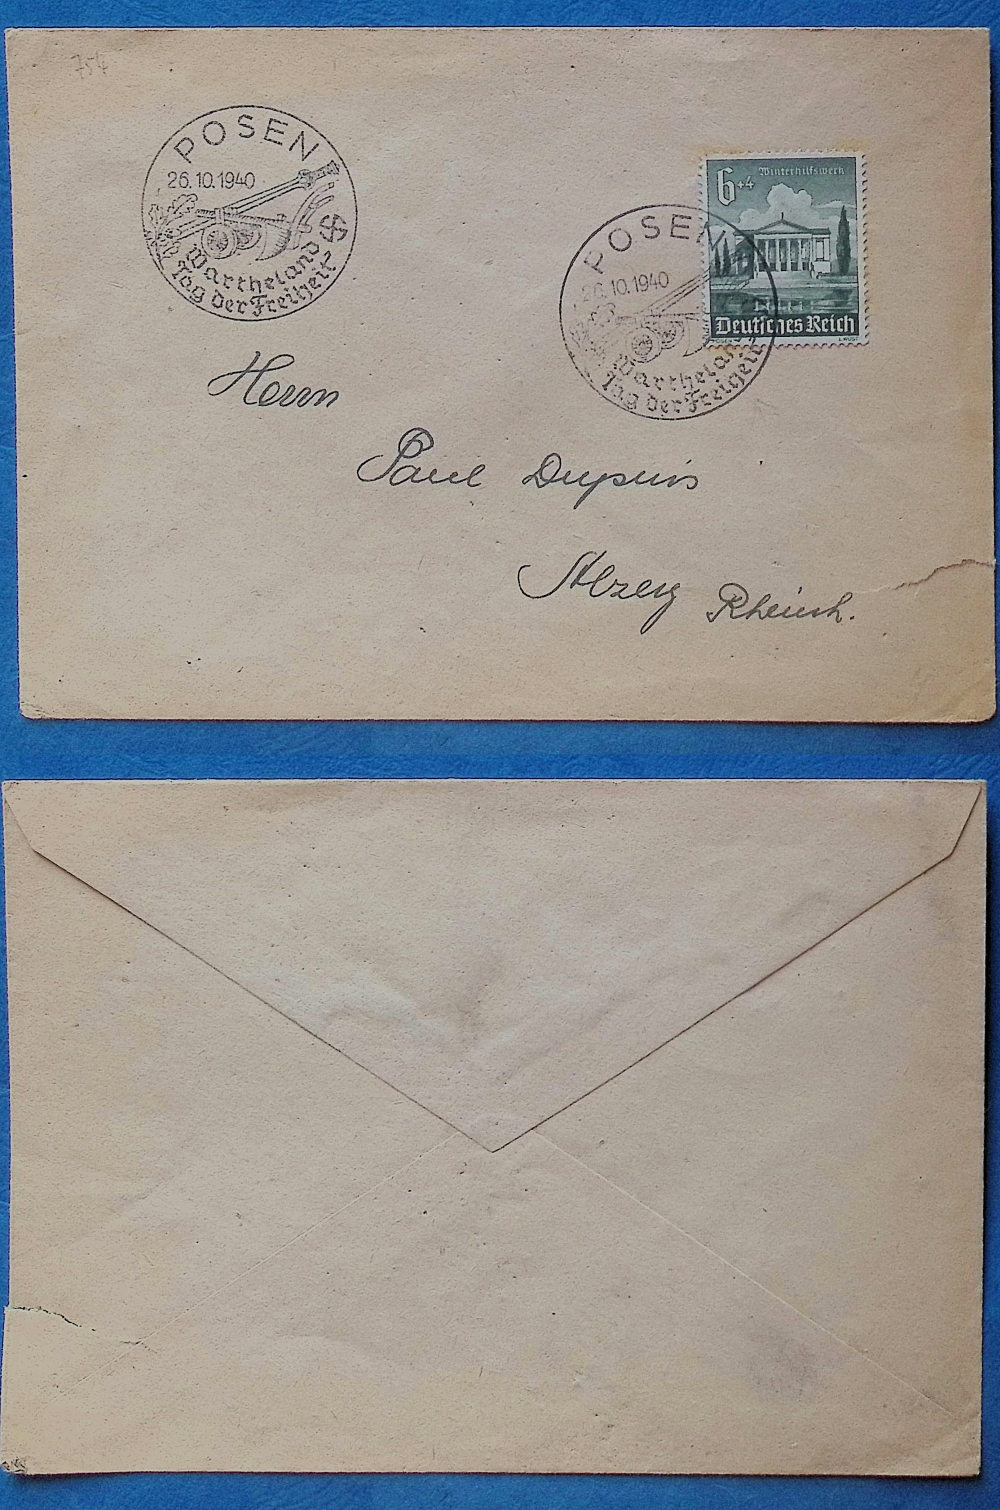 754
POSEN
26.10.1940
Wartheland
Tag der Freiheit
6+4
Winterhilfswerk
Deutsches Reich
POSEN
26.10.1940
Wartheland
Tag der Freiheit
Herrn
Paul Dupuis
Alzey Rheinh.